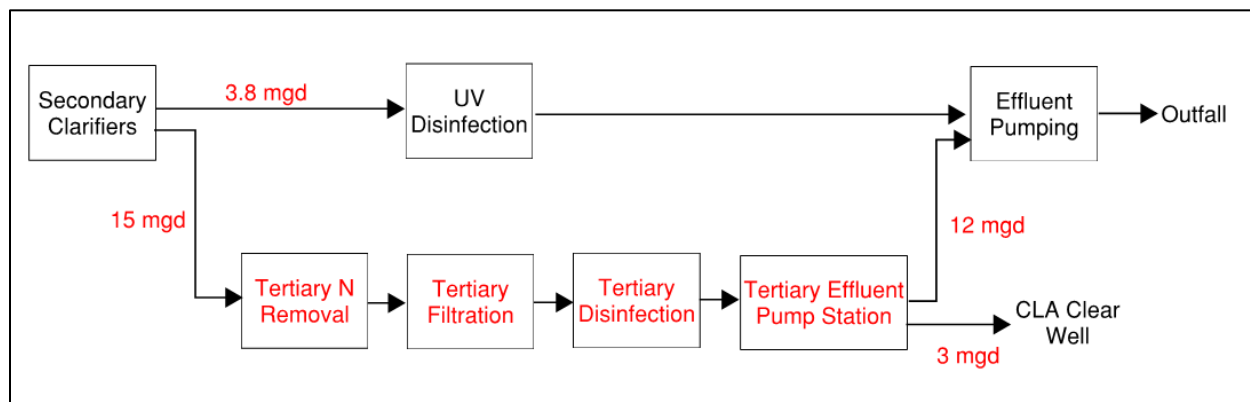 Secondary
Clarifiers
3.8 mgd
UV
Disinfection
Effluent
Pumping
Outfall
15 mgd
12 mgd
Tertiary N
Removal
Tertiary
Filtration
Tertiary
Disinfection
Tertiary Effluent
Pump Station
CLA Clear
Well
3 mgd